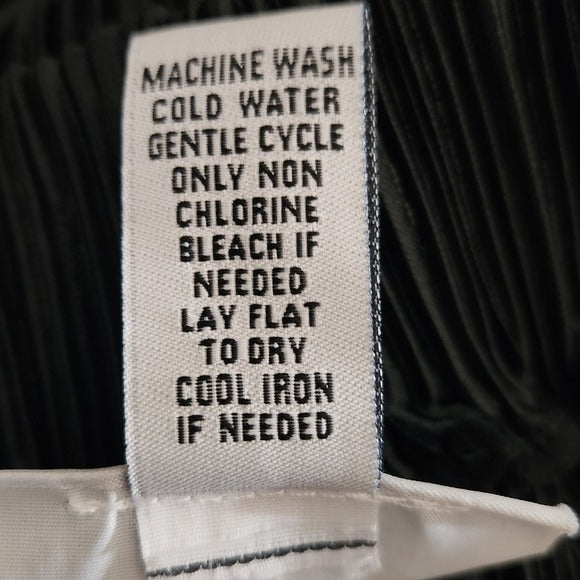 MACHINE WASH
COLD WATER
GENTLE CYCLE
ONLY NON
CHLORINE
BLEACH IF
NEEDED
LAY FLAT
TO DRY
COOL IRON
IF NEEDED